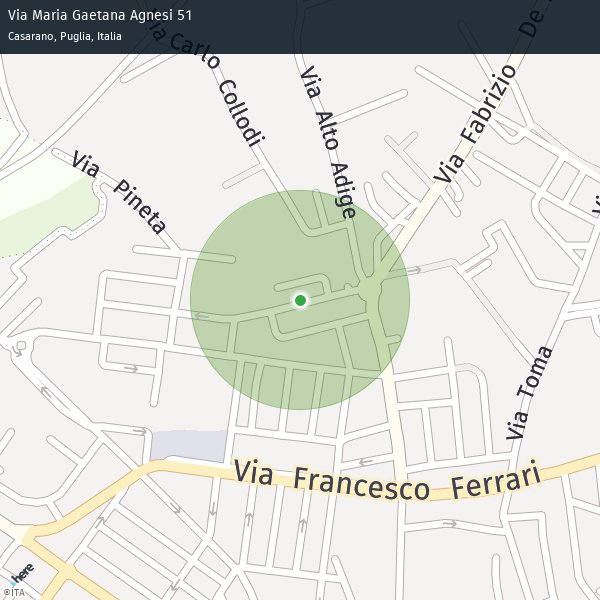 Via Maria Gaetana Agnesi 51
Casarano, Puglia, Italia
Via Carlo Collodi
Via Alto Adige
Via Fabrizio De
Via Pineta
Via Toma
Via Francesco Ferrari
here
©ITA